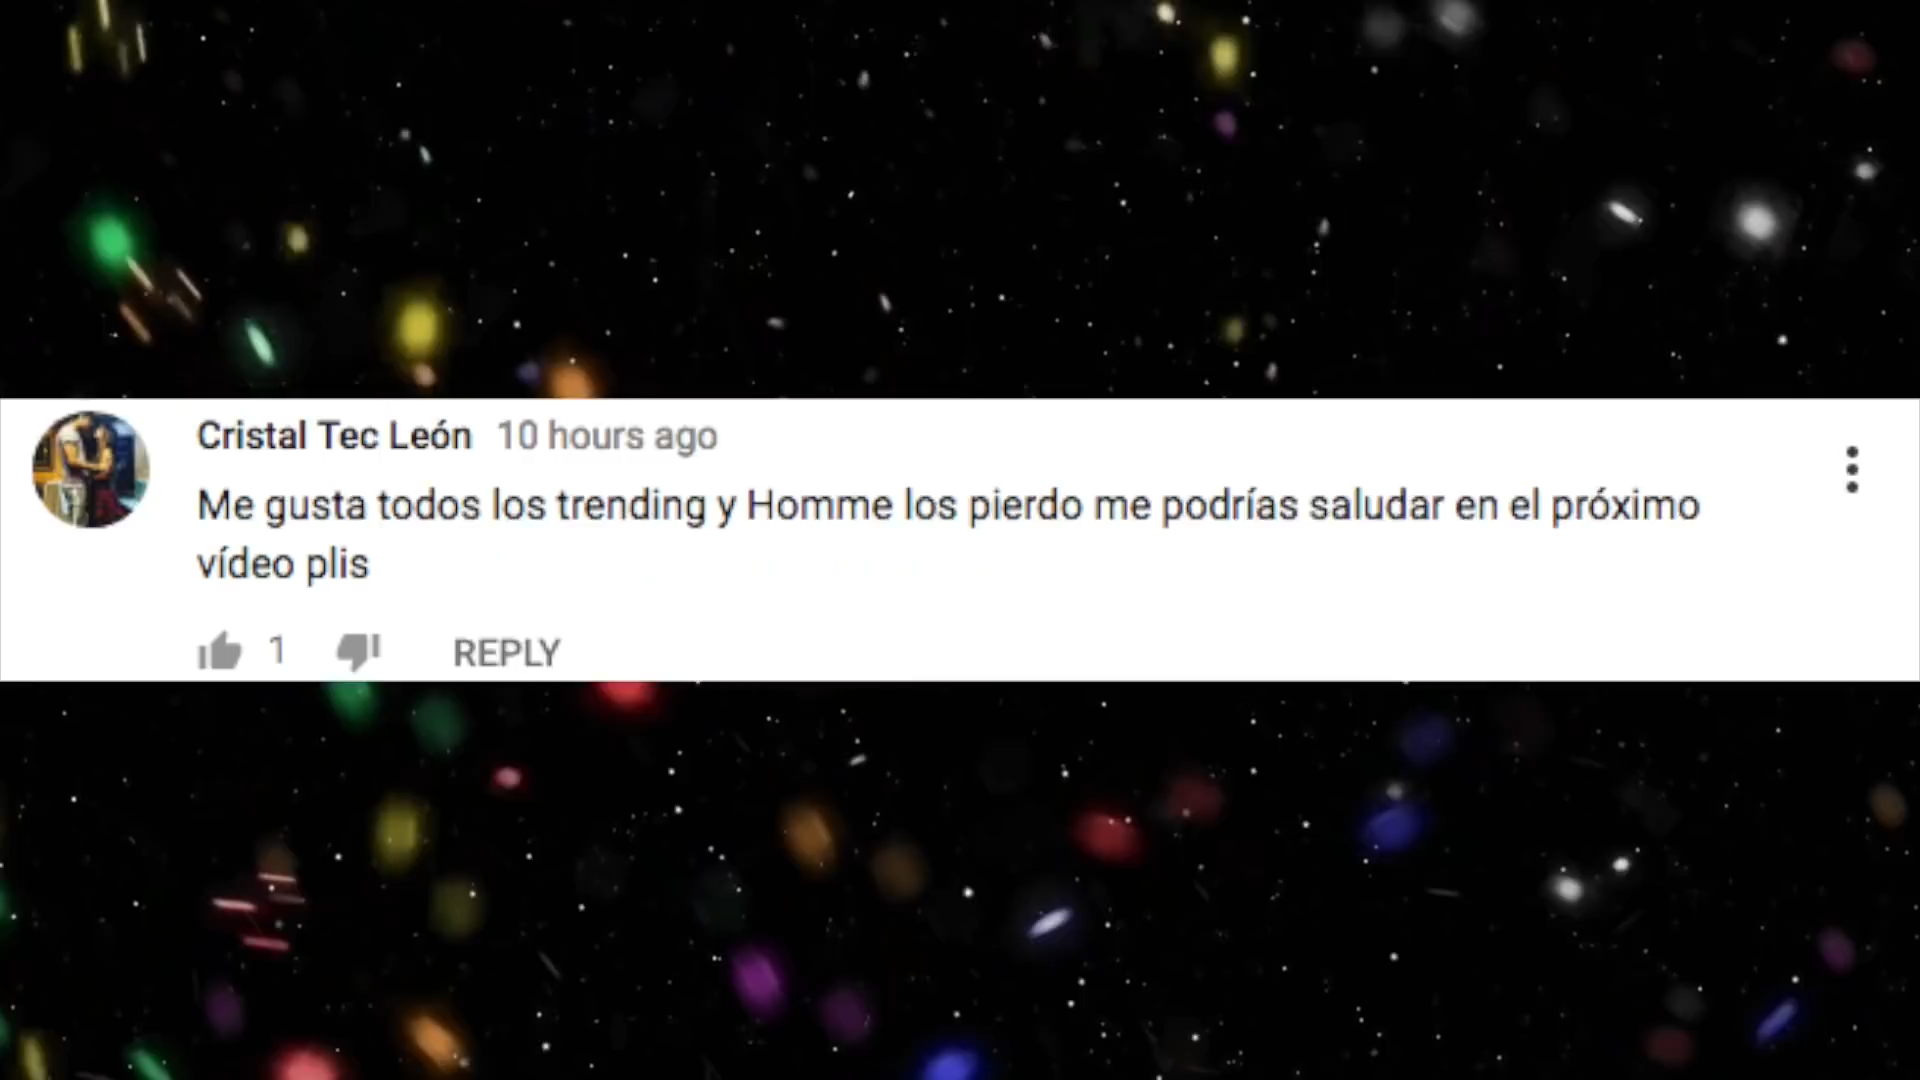 Cristal Tec León 10 hours ago
Me gusta todos los trending y Homme los pierdo me podrías saludar en el próximo
vídeo plis
1 REPLY